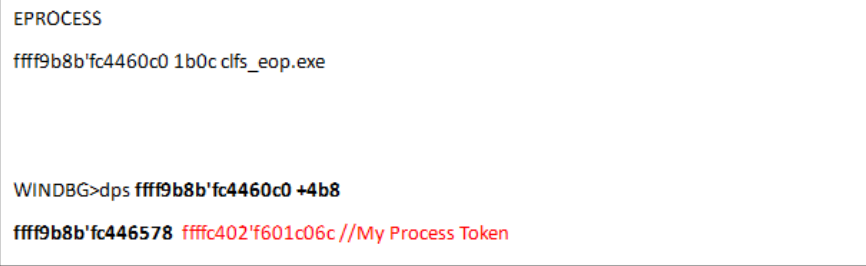 EPROCESS
ffff9b8b'fc4460c0 1b0c clfs_eop.exe
WINDBG>dps ffff9b8b'fc4460c0 +4b8
ffff9b8b'fc446578 ffffc402'f601c06c //My Process Token